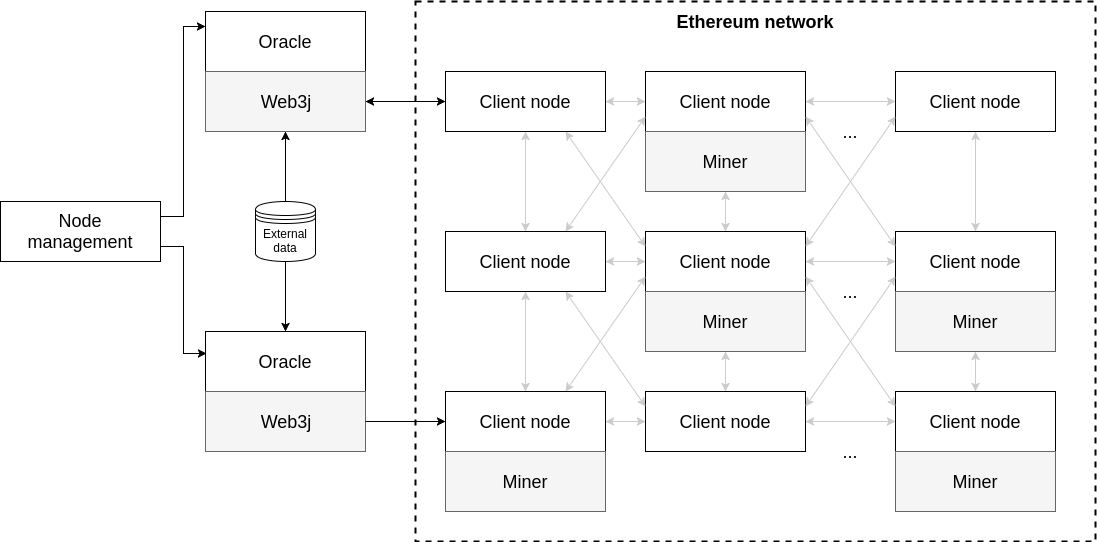 Ethereum network
Oracle
Web3j
Client node
Client node
Client node
...
Miner
Node
management
External
data
Client node
Client node
Client node
...
Miner
Miner
Oracle
Web3j
Client node
Client node
Client node
...
Miner
Miner